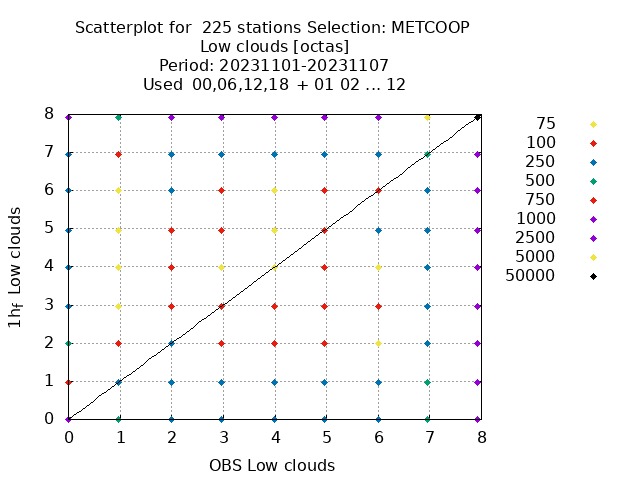 Scatterplot for  225 stations Selection: METCOOP
Low clouds [octas]
Period: 20231101-20231107
Used  00,06,12,18  + 01 02 ... 12
1h_f  Low clouds
8
7
6
5
4
3
2
1
0
0 1 2 3 4 5 6 7 8
OBS Low clouds
75
100
250
500
750
1000
2500
5000
50000